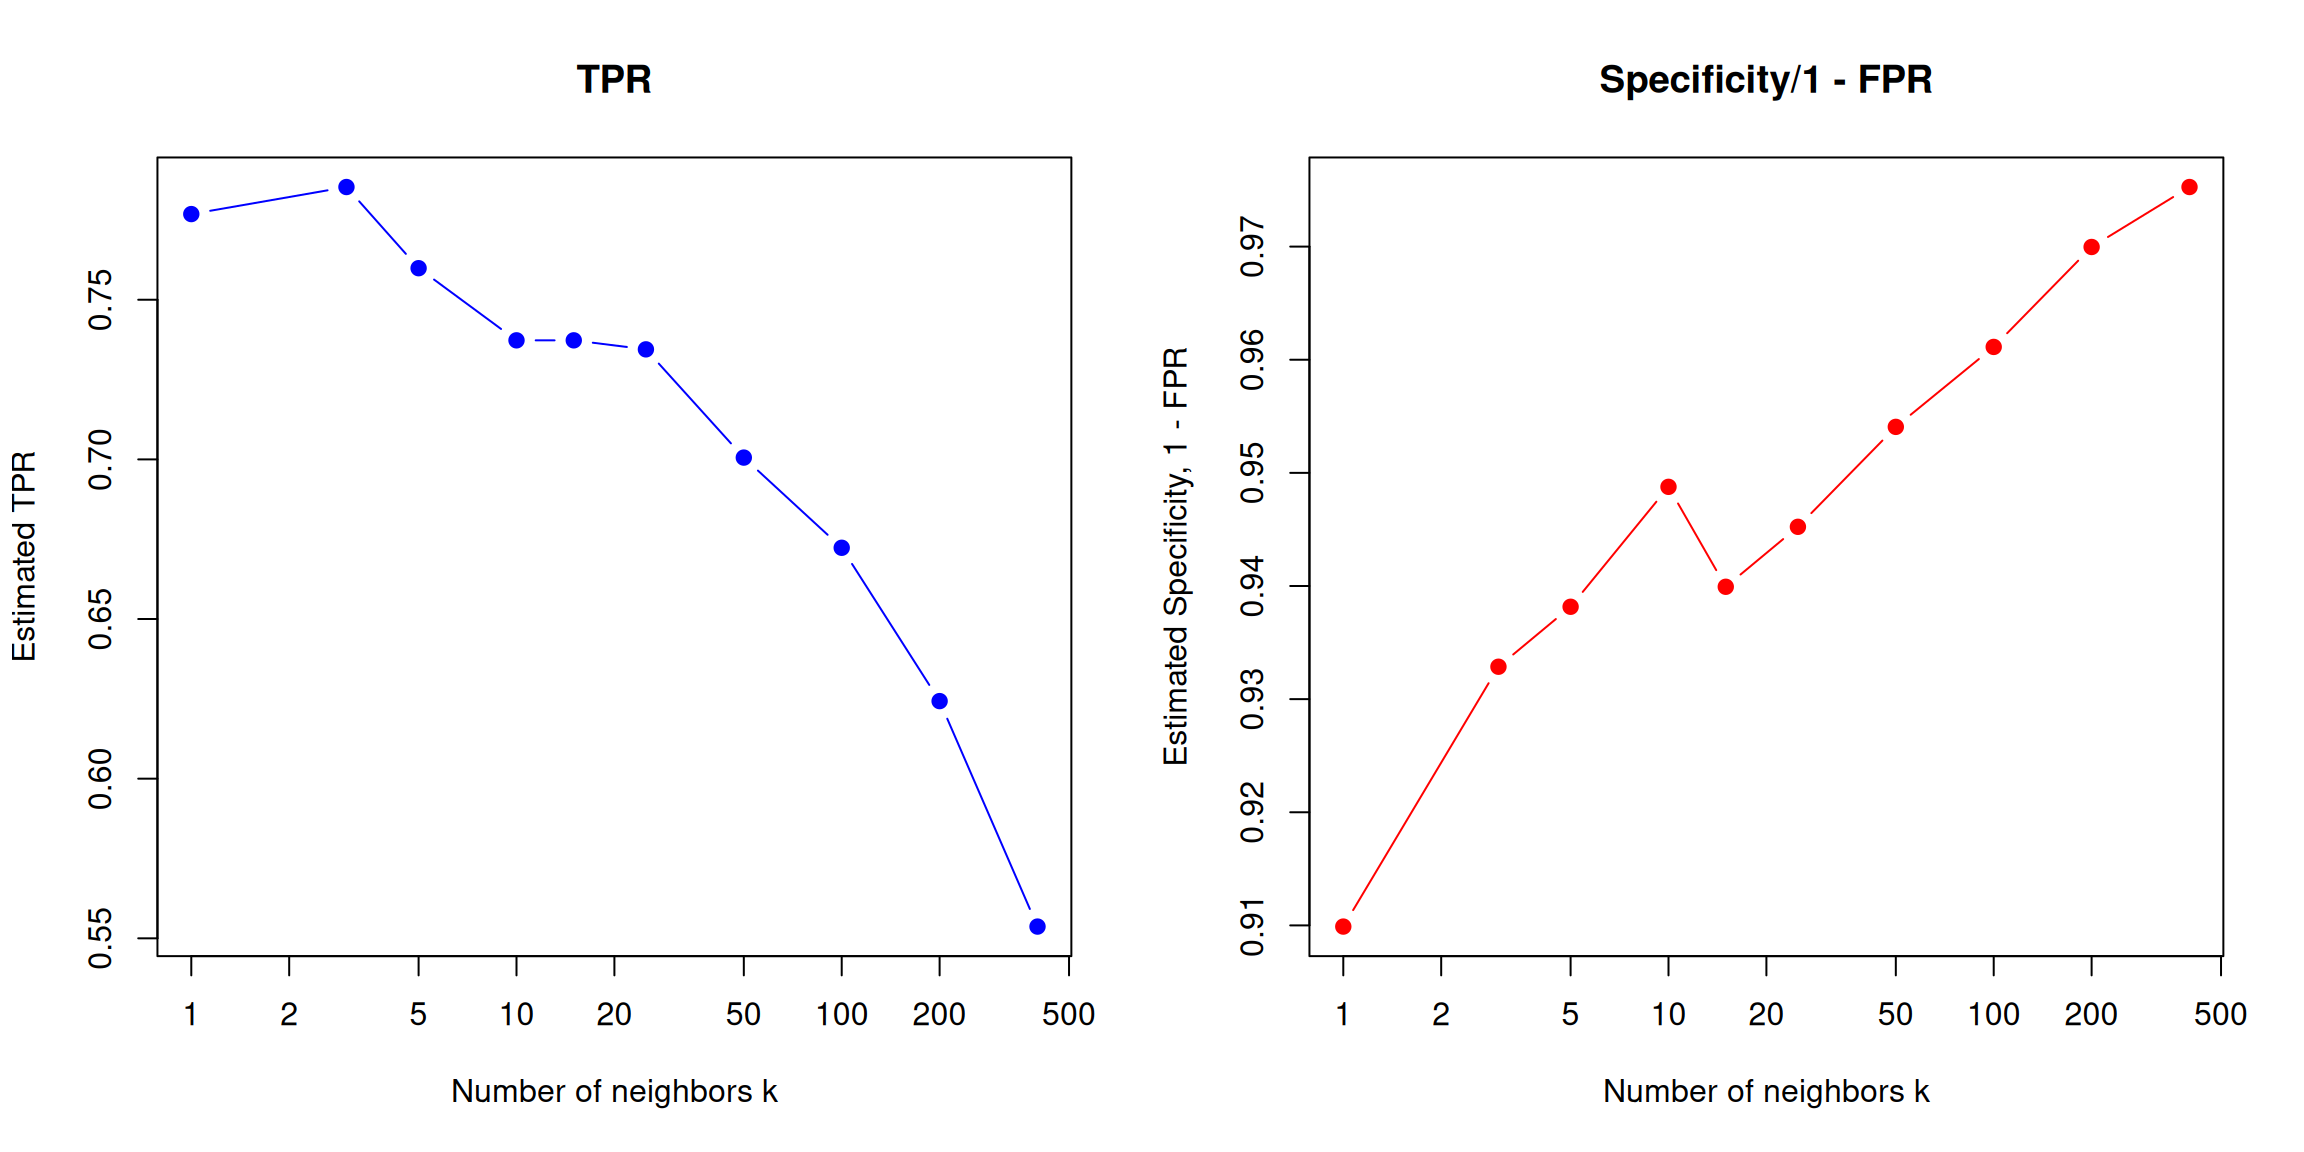 TPR
Estimated TPR
0.75
0.70
0.65
0.60
0.55
1 2 5 10 20 50 100 200 500
Number of neighbors k
Specificity/1 - FPR
Estimated Specificity, 1 - FPR
0.97
0.96
0.95
0.94
0.93
0.92
0.91
1 2 5 10 20 50 100 200 500
Number of neighbors k